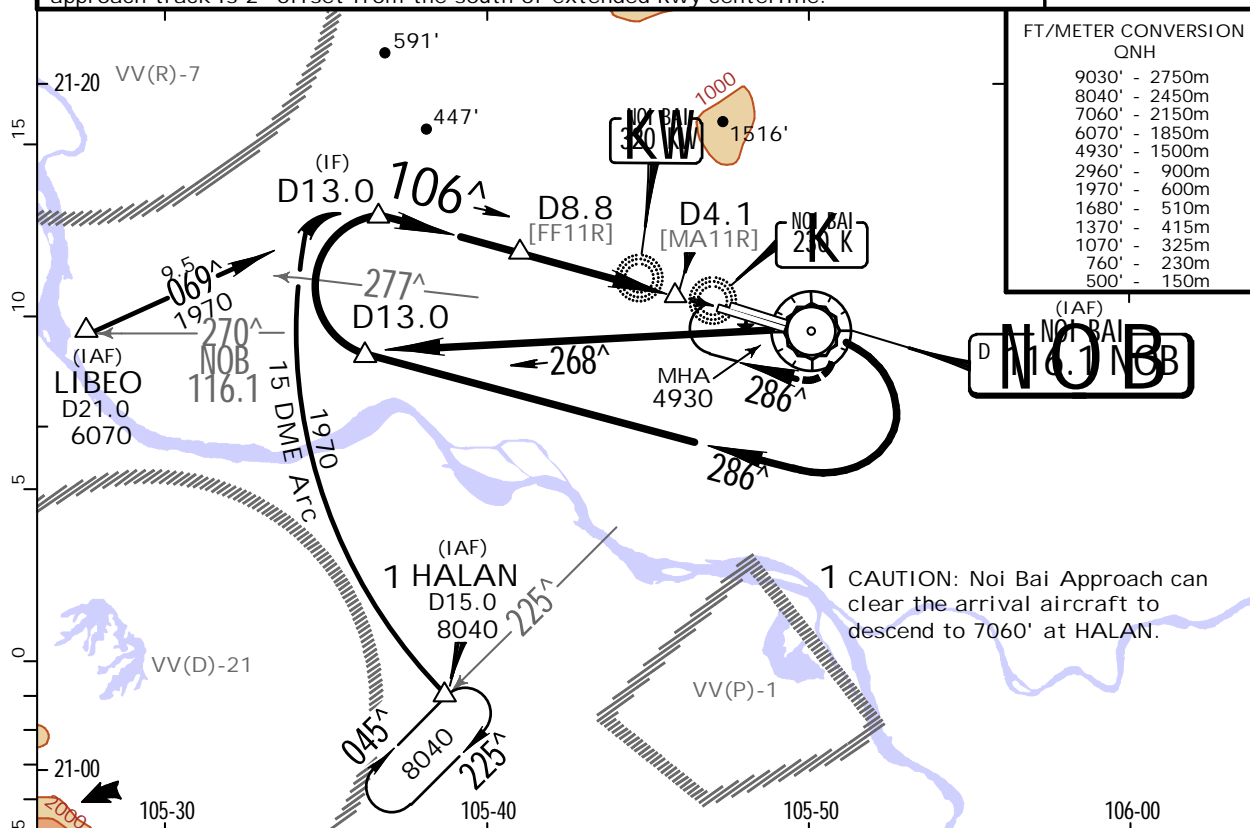 approach track is 2° offset from the south of extended Rwy centerline.
FT/METER CONVERSION
QNH
9030' - 2750m
8040' - 2450m
7060' - 2150m
6070' - 1850m
4930' - 1500m
2960' - 900m
1970' - 600m
1680' - 510m
1370' - 415m
1070' - 325m
760' - 230m
500' - 150m
591'
VV(R)-7
21-20
447'
1000
1516'
15
NOI BAI
320 KW
KW
(IF)
D13.0
106^
D8.8
[FF11R]
D4.1
[MA11R]
NOI BAI
230 K
K
9.5
069^
1970
277^
D13.0
10
(IAF)
NOI BAI
D
116.1 NOB
NOB
270^
NOB
116.1
(IAF)
LIBEO
D21.0
6070
268^
MHA
4930
286^
15 DME Arc
1970
286^
5
(IAF)
1 HALAN
D15.0
8040
225^
1 CAUTION: Noi Bai Approach can
clear the arrival aircraft to
descend to 7060' at HALAN.
0
VV(D)-21
VV(P)-1
045^
8040
225^
21-00
2000
5
105-30
105-40
105-50
106-00